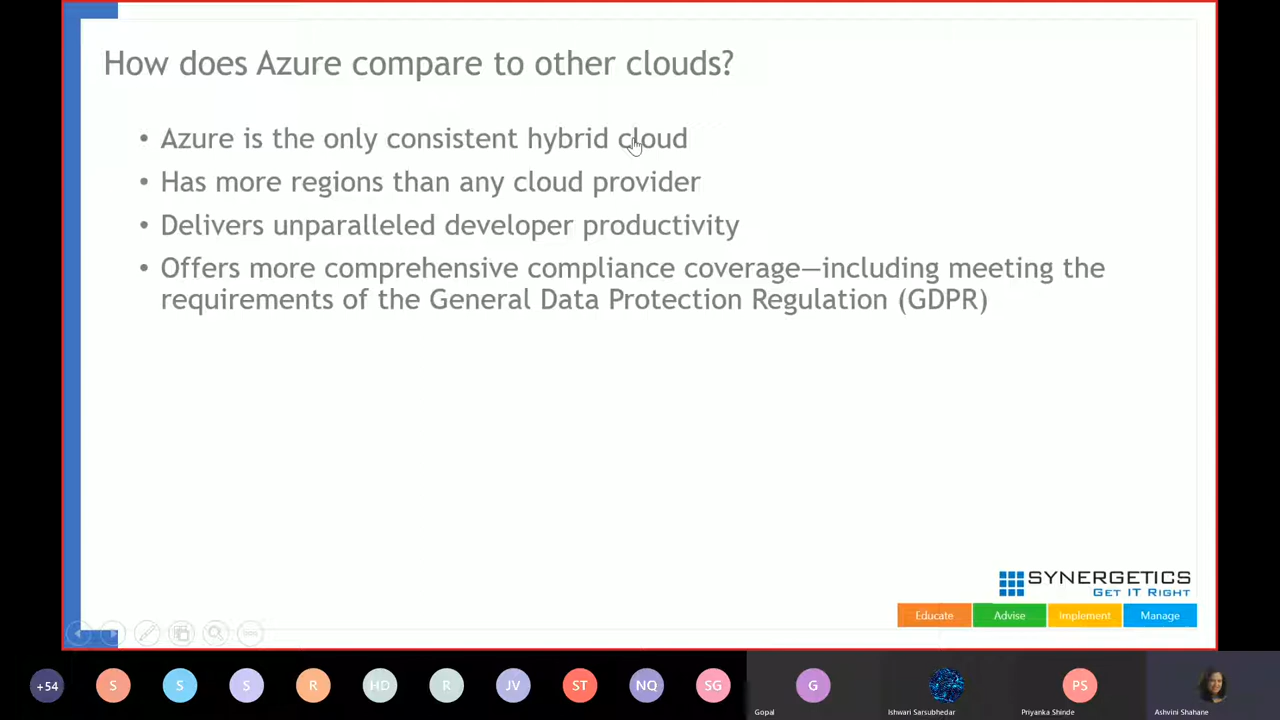 How does Azure compare to other clouds?
• Azure is the only consistent hybrid cloud
• Has more regions than any cloud provider
• Delivers unparalleled developer productivity
• Offers more comprehensive compliance coverage—including meeting the
requirements of the General Data Protection Regulation (GDPR)
SYNERGETICS
GET IT RIGHT
Educate Advise Implement Manage
+54 S S S R HD R JV ST NQ SG G PS
Gopal Ishwari Sarsubhedar Priyanka Shinde Ashvini Shahane